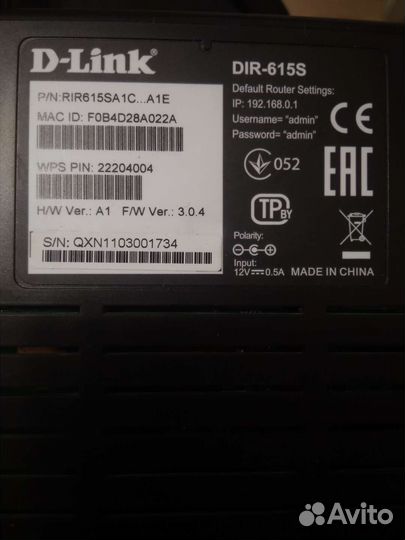 D-Link
P/N:RIR615SA1C...A1E
MAC ID: F0B4D28A022A
WPS PIN: 22204004
H/W Ver.: A1 F/W Ver.: 3.0.4
S/N: QXN1103001734
DIR-615S
Default Router Settings:
IP: 192.168.0.1
Username= "admin"
Password= "admin"
052
EAC
TP BY
Polarity:
Input:
12V 0.5A MADE IN CHINA
Avito